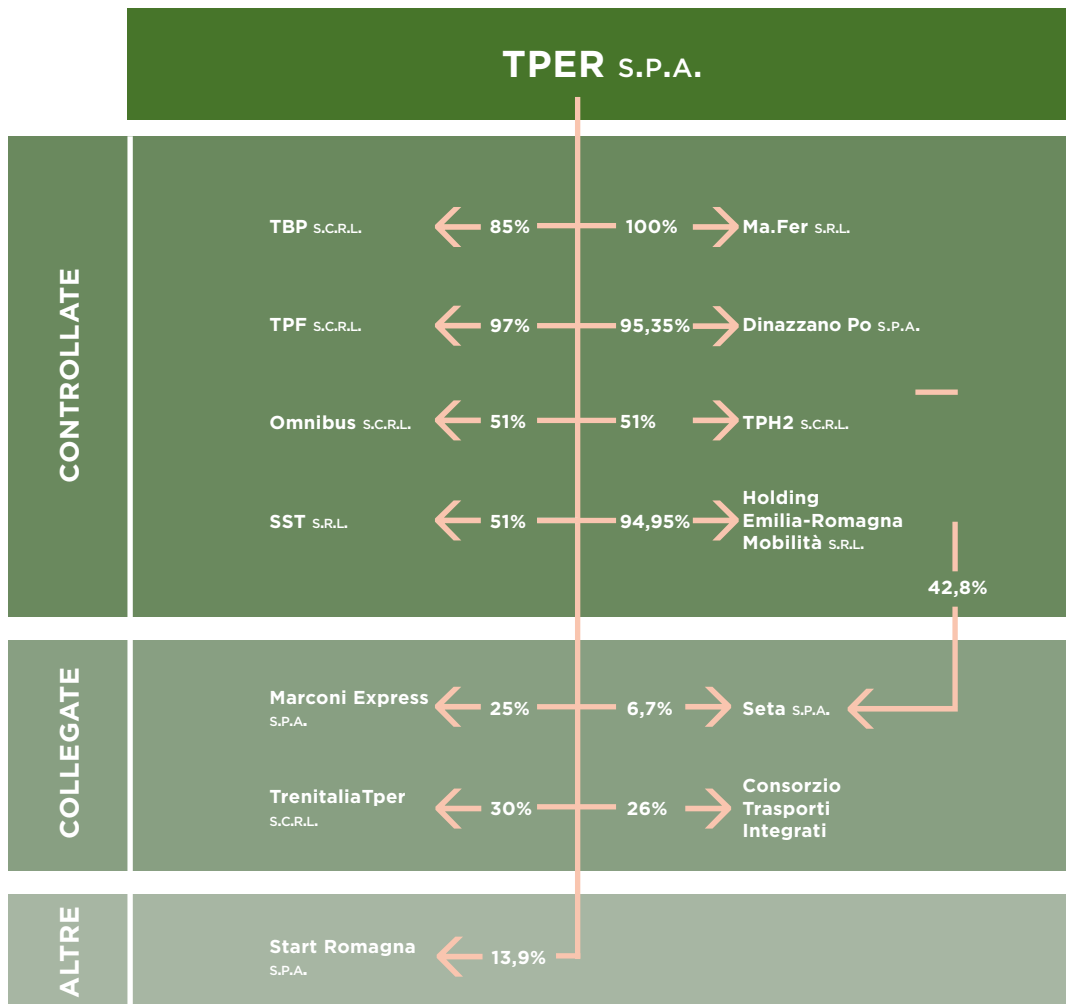 TPER S.P.A.
CONTROLLATE
TBP S.C.R.L.
85%
100%
Ma.Fer S.R.L.
TPF S.C.R.L.
97%
95,35%
Dinazzano Po S.P.A.
Omnibus S.C.R.L.
51%
51%
TPH2 S.C.R.L.
SST S.R.L.
51%
94,95%
Holding
Emilia-Romagna
Mobilità S.R.L.
42,8%
COLLEGATE
Marconi Express
S.P.A.
25%
6,7%
Seta S.P.A.
TrenitaliaTper
S.C.R.L.
30%
26%
Consorzio
Trasporti
Integrati
ALTRE
Start Romagna
S.P.A.
13,9%